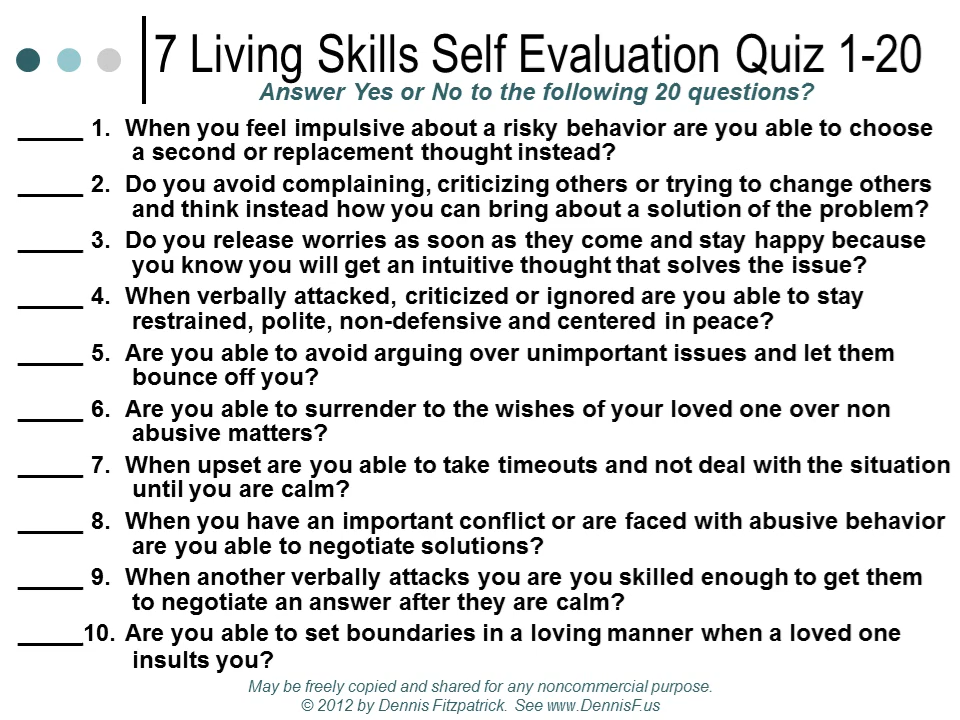 7 Living Skills Self Evaluation Quiz 1-20
Answer Yes or No to the following 20 questions?
_____ 1. When you feel impulsive about a risky behavior are you able to choose
a second or replacement thought instead?
_____ 2. Do you avoid complaining, criticizing others or trying to change others
and think instead how you can bring about a solution of the problem?
_____ 3. Do you release worries as soon as they come and stay happy because
you know you will get an intuitive thought that solves the issue?
_____ 4. When verbally attacked, criticized or ignored are you able to stay
restrained, polite, non-defensive and centered in peace?
_____ 5. Are you able to avoid arguing over unimportant issues and let them
bounce off you?
_____ 6. Are you able to surrender to the wishes of your loved one over non
abusive matters?
_____ 7. When upset are you able to take timeouts and not deal with the situation
until you are calm?
_____ 8. When you have an important conflict or are faced with abusive behavior
are you able to negotiate solutions?
_____ 9. When another verbally attacks you are you skilled enough to get them
to negotiate an answer after they are calm?
_____10. Are you able to set boundaries in a loving manner when a loved one
insults you?
May be freely copied and shared for any noncommercial purpose.
© 2012 by Dennis Fitzpatrick. See www.DennisF.us